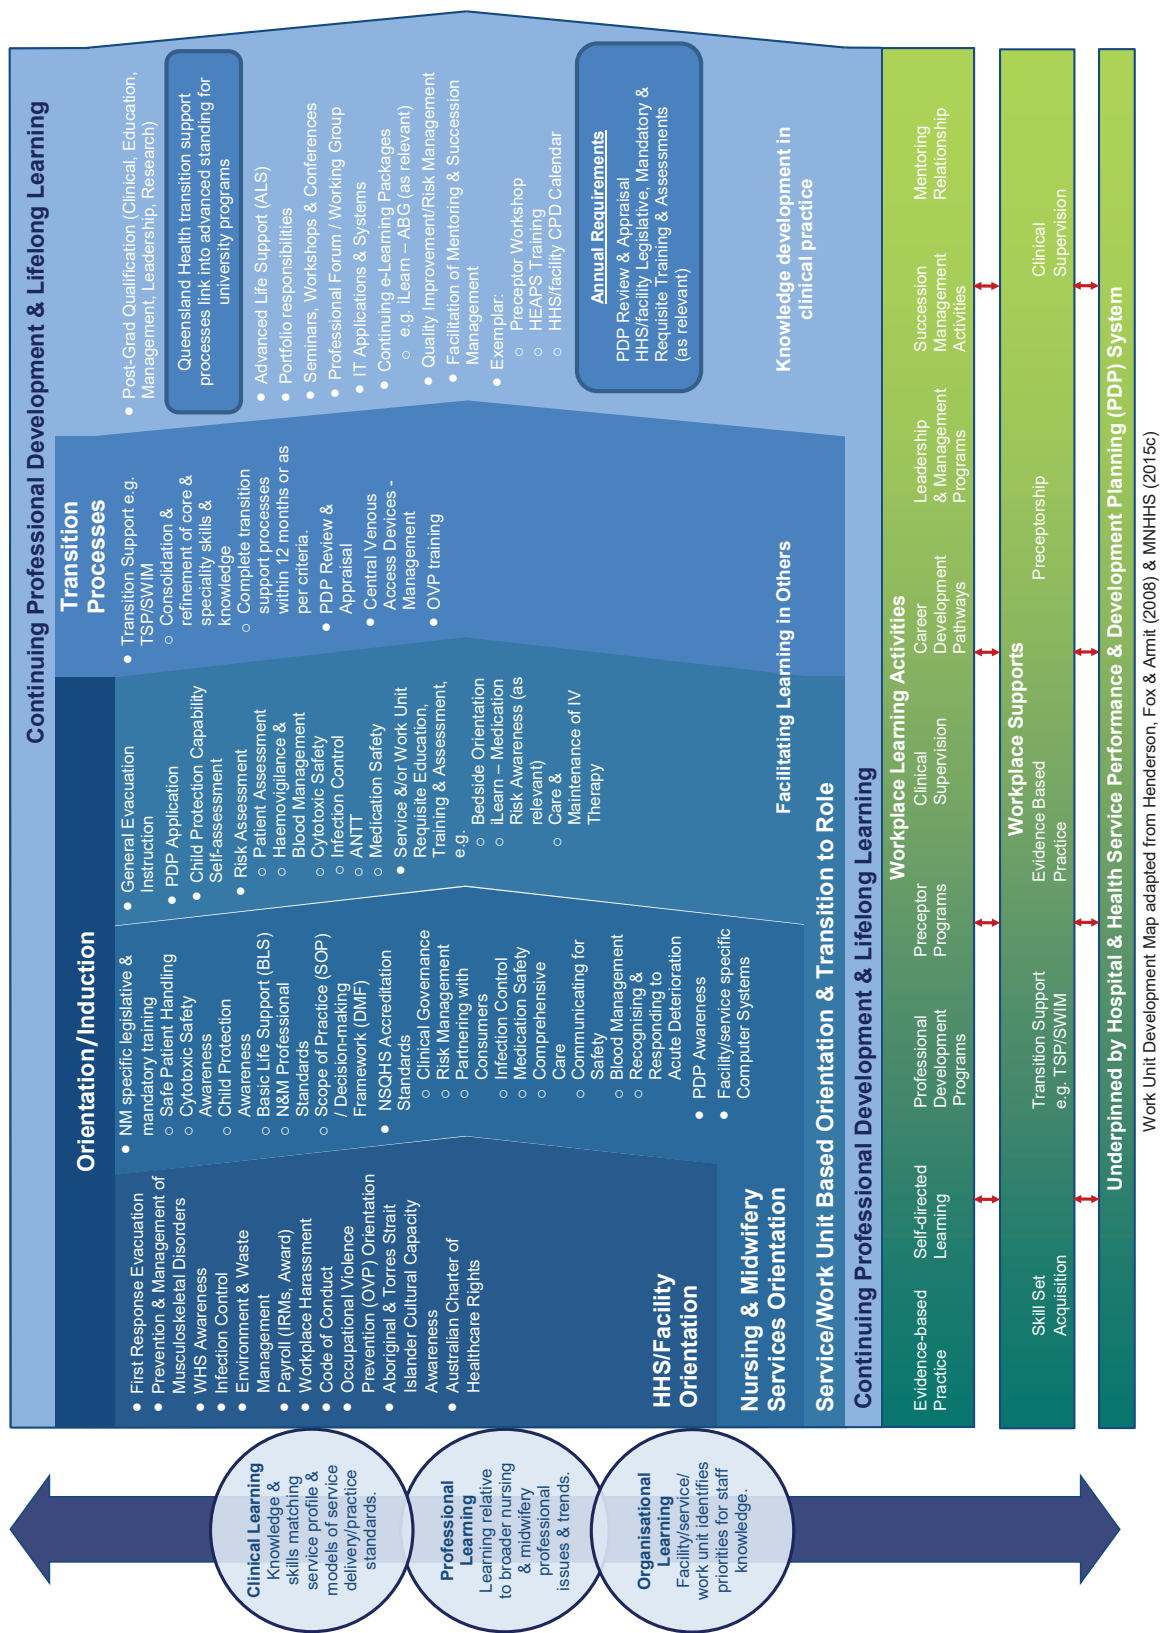 Continuing Professional Development & Lifelong Learning
Clinical Learning
Knowledge &
skills matching
service profile &
models of service
delivery/practice
standards.
Professional
Learning
Learning relative
to broader nursing
& midwifery
professional
issues & trends.
Organisational
Learning
Facility/service/
work unit identifies
priorities for staff
knowledge.
Orientation/Induction
● First Response Evacuation
● Prevention & Management of
Musculoskeletal Disorders
● WHS Awareness
● Infection Control
● Environment & Waste
Management
● Payroll (IRMs, Award)
● Workplace Harassment
● Code of Conduct
● Occupational Violence
Prevention (OVP) Orientation
● Aboriginal & Torres Strait
Islander Cultural Capacity
Awareness
● Australian Charter of
Healthcare Rights
HHS/Facility
Orientation
● NM specific legislative &
mandatory training
○ Safe Patient Handling
○ Cytotoxic Safety
Awareness
○ Child Protection
Awareness
○ Basic Life Support (BLS)
○ N&M Professional
Standards
○ Scope of Practice (SOP)
/ Decision-making
Framework (DMF)
● NSQHS Accreditation
Standards
○ Clinical Governance
○ Risk Management
○ Partnering with
Consumers
○ Infection Control
○ Medication Safety
○ Comprehensive
Care
○ Communicating for
Safety
○ Blood Management
○ Recognising &
Responding to
Acute Deterioration
● PDP Awareness
● Facility/service specific
Computer Systems
Nursing & Midwifery
Services Orientation
● General Evacuation
Instruction
● PDP Application
● Child Protection Capability
Self-assessment
● Risk Assessment
○ Patient Assessment
○ Haemovigilance &
Blood Management
○ Cytotoxic Safety
○ Infection Control
○ ANTT
○ Medication Safety
● Service &/or Work Unit
Requisite Education,
Training & Assessment,
e.g.
○ Bedside Orientation
○ iLearn – Medication
Risk Awareness (as
relevant)
○ Care &
Maintenance of IV
Therapy
Service/Work Unit Based Orientation & Transition to Role
Transition
Processes
● Transition Support e.g.
TSP/SWIM
○ Consolidation &
refinement of core &
speciality skills &
knowledge
○ Complete transition
support processes
within 12 months or as
per criteria.
● PDP Review &
Appraisal
● Central Venous
Access Devices -
Management
● OVP training
Facilitating Learning in Others
● Post-Grad Qualification (Clinical, Education,
Management, Leadership, Research)
Queensland Health transition support
processes link into advanced standing for
university programs
● Advanced Life Support (ALS)
● Portfolio responsibilities
● Seminars, Workshops & Conferences
● Professional Forum / Working Group
● IT Applications & Systems
● Continuing e-Learning Packages
○ e.g. iLearn – ABG (as relevant)
● Quality Improvement/Risk Management
● Facilitation of Mentoring & Succession
Management
● Exemplar:
○ Preceptor Workshop
○ HEAPS Training
○ HHS/facility CPD Calendar
Annual Requirements
PDP Review & Appraisal
HHS/facility Legislative, Mandatory &
Requisite Training & Assessments
(as relevant)
Knowledge development in
clinical practice
Continuing Professional Development & Lifelong Learning
Workplace Learning Activities
Evidence-based
Practice
Self-directed
Learning
Professional
Development
Programs
Preceptor
Programs
Clinical
Supervision
Career
Development
Pathways
Leadership
& Management
Programs
Succession
Management
Activities
Mentoring
Relationship
Workplace Supports
Skill Set
Acquisition
Transition Support
e.g. TSP/SWIM
Evidence Based
Practice
Preceptorship
Clinical
Supervision
Underpinned by Hospital & Health Service Performance & Development Planning (PDP) System
Work Unit Development Map adapted from Henderson, Fox & Armit (2008) & MNHHS (2015c)